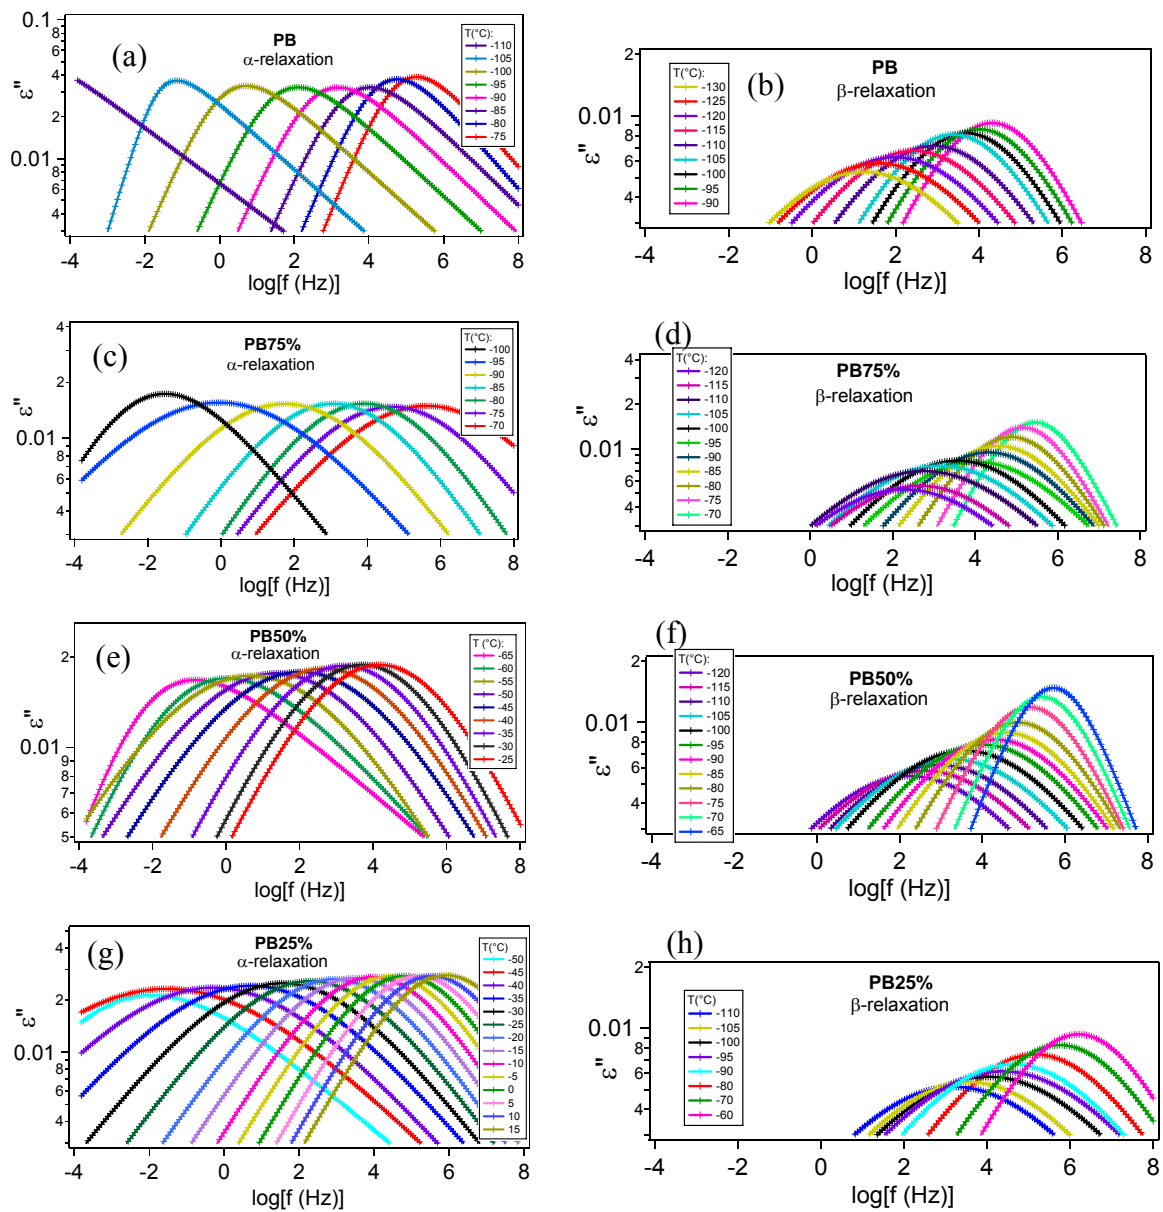 (a)
PB
α-relaxation
T(°C):
-110
-105
-100
-95
-90
-85
-80
-75
0.1
8
6
4
2
0.01
8
6
4
ε"
-4 -2 0 2 4 6 8
log[f (Hz)]
(b)
PB
β-relaxation
T(°C):
-130
-125
-120
-115
-110
-105
-100
-95
-90
2
0.01
8
6
4
ε"
-4 -2 0 2 4 6 8
log[f (Hz)]
(c)
PB75%
α-relaxation
T(°C):
-100
-95
-90
-85
-80
-75
-70
4
2
0.01
8
6
4
ε"
-4 -2 0 2 4 6 8
log[f (Hz)]
(d)
PB75%
β-relaxation
T(°C):
-120
-115
-110
-105
-100
-95
-90
-85
-80
-75
-70
4
2
0.01
8
6
4
ε"
-4 -2 0 2 4 6 8
log[f (Hz)]
(e)
PB50%
α-relaxation
T (°C):
-65
-60
-55
-50
-45
-40
-35
-30
-25
2
0.01
9
8
7
6
5
ε"
-4 -2 0 2 4 6 8
log[f (Hz)]
(f)
PB50%
β-relaxation
T(°C):
-120
-115
-110
-105
-100
-95
-90
-85
-80
-75
-70
-65
2
0.01
8
6
4
ε"
-4 -2 0 2 4 6 8
log[f (Hz)]
(g)
PB25%
α-relaxation
T(°C)
-50
-45
-40
-35
-30
-25
-20
-15
-10
-5
0
5
10
15
4
2
0.01
8
6
4
ε"
-4 -2 0 2 4 6 8
log[f (Hz)]
(h)
PB25%
β-relaxation
T(°C)
-110
-105
-100
-95
-90
-80
-70
-60
2
0.01
8
6
4
ε"
-4 -2 0 2 4 6 8
log[f (Hz)]